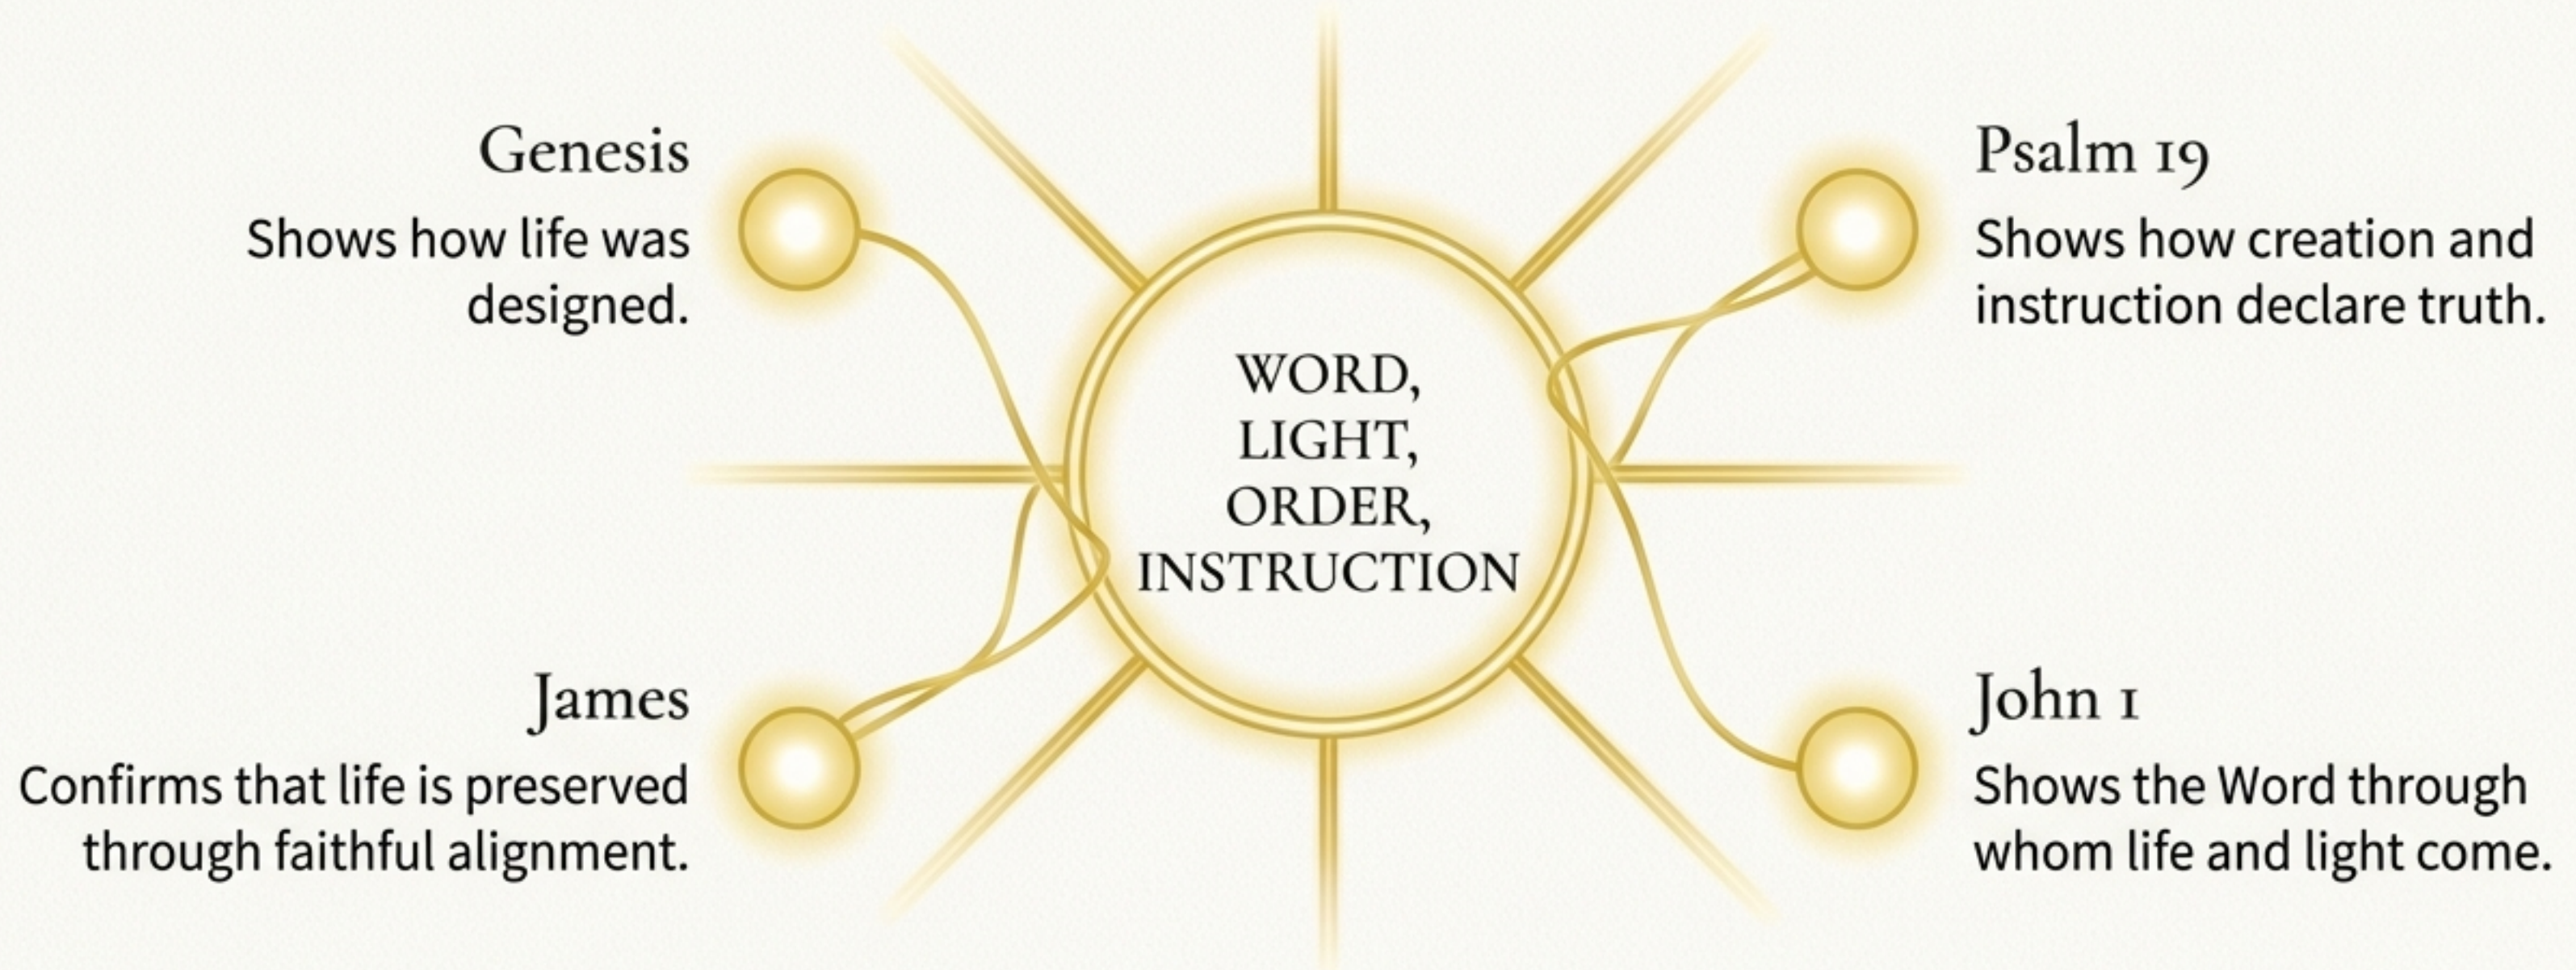 Genesis
Shows how life was
designed.
James
Confirms that life is preserved
through faithful alignment.
WORD,
LIGHT,
ORDER,
INSTRUCTION
Psalm 19
Shows how creation and
instruction declare truth.
John 1
Shows the Word through
whom life and light come.